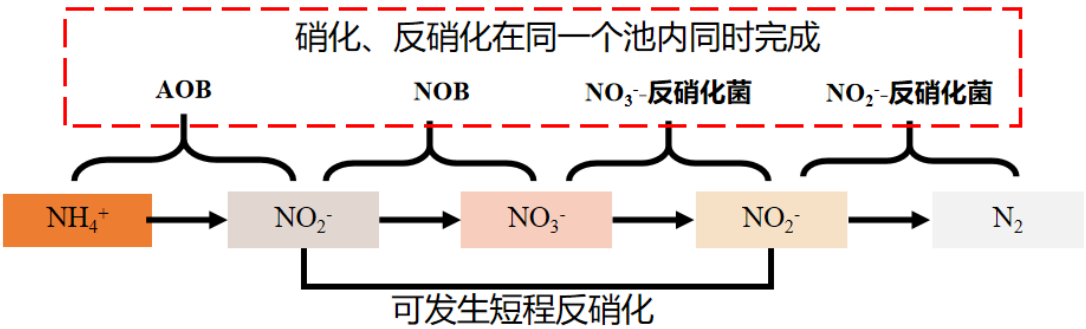 硝化、反硝化在同一个池内同时完成
AOB NOB NO₃⁻-反硝化菌 NO₂⁻-反硝化菌
NH₄⁺ NO₂⁻ NO₃⁻ NO₂⁻ N₂
可发生短程反硝化